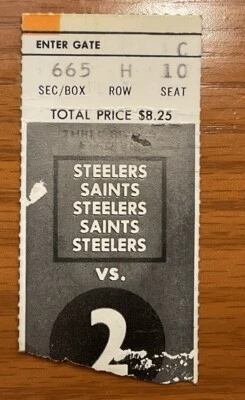 ENTER GATE C
665 H 10
SEC/BOX ROW SEAT
TOTAL PRICE $8.25
STEELERS
SAINTS
STEELERS
SAINTS
STEELERS
VS.
2